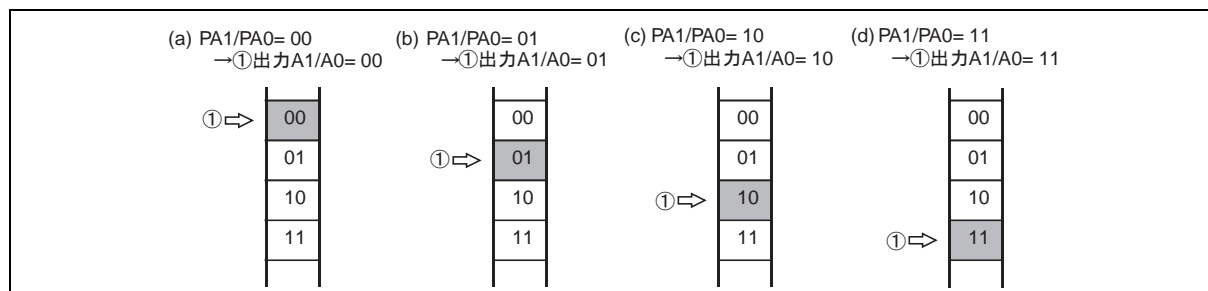 (a) PA1/PA0= 00
→①出力A1/A0= 00
①⇨ 00
01
10
11
(b) PA1/PA0= 01
→①出力A1/A0= 01
00
①⇨ 01
10
11
(c) PA1/PA0= 10
→①出力A1/A0= 10
00
01
①⇨ 10
11
(d) PA1/PA0= 11
→①出力A1/A0= 11
00
01
10
①⇨ 11